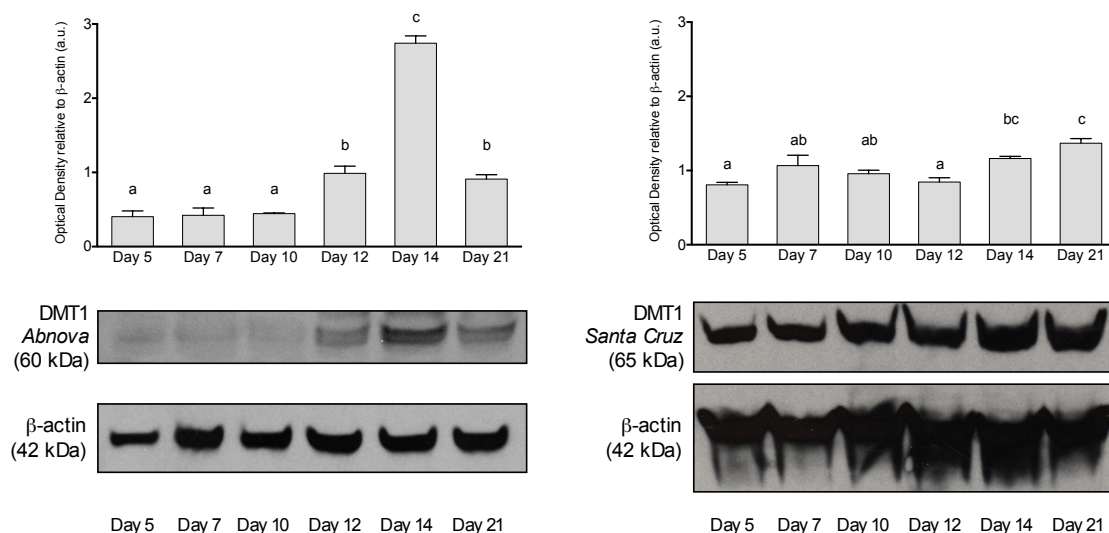 Optical Density relative to β-actin (a.u.)
3
2
1
0
c
b
b
a
a
a
Day 5 Day 7 Day 10 Day 12 Day 14 Day 21
DMT1
Abnova
(60 kDa)
β-actin
(42 kDa)
Day 5 Day 7 Day 10 Day 12 Day 14 Day 21
Optical Density relative to β-actin (a.u.)
3
2
1
0
a
ab
ab
a
bc
c
Day 5 Day 7 Day 10 Day 12 Day 14 Day 21
DMT1
Santa Cruz
(65 kDa)
β-actin
(42 kDa)
Day 5 Day 7 Day 10 Day 12 Day 14 Day 21